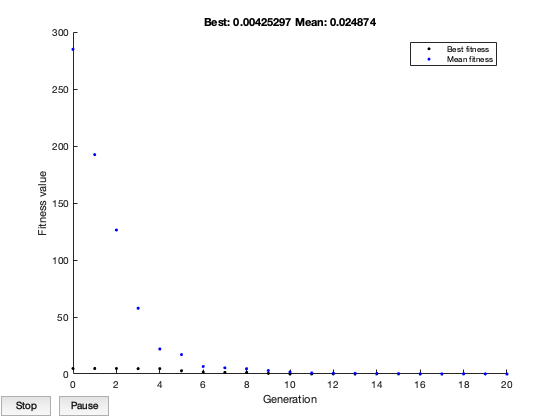 Best: 0.00425297 Mean: 0.024874
300
250
200
150
100
50
0
Fitness value
Best fitness
Mean fitness
0 2 4 6 8 10 12 14 16 18 20
Generation
Stop Pause